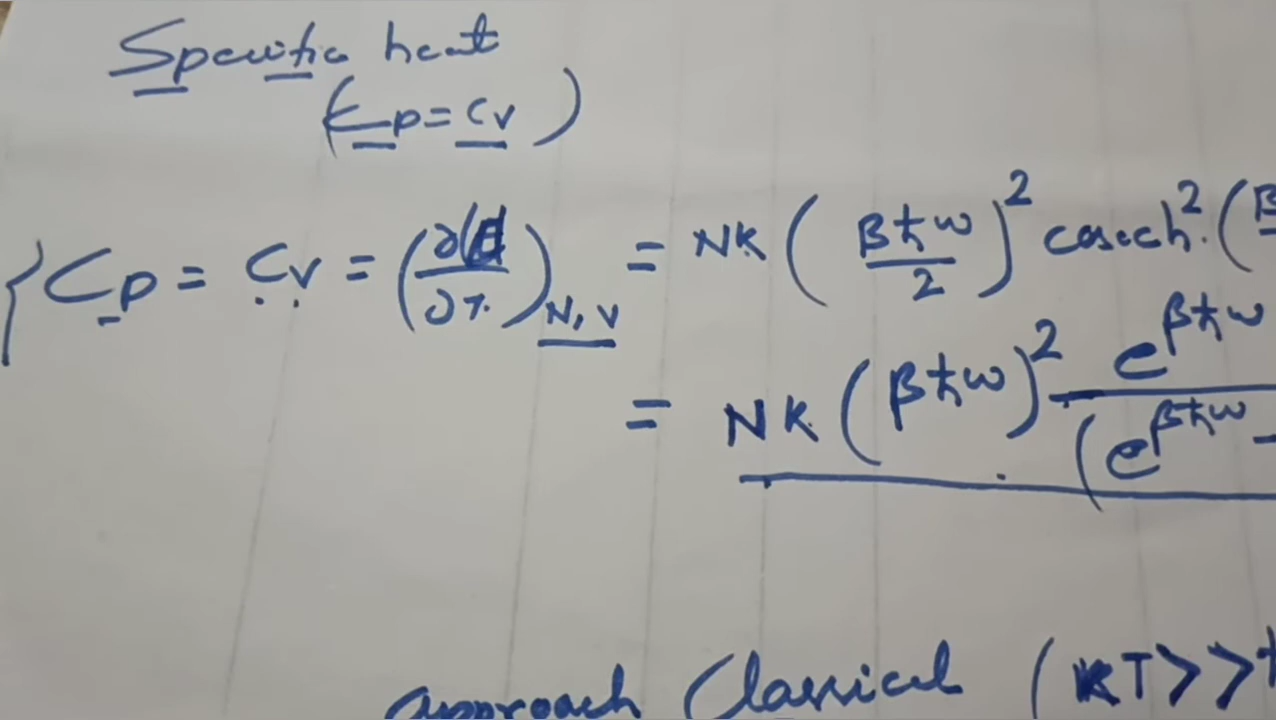 Specific heat
(Cp = Cv)
{ Cp = Cv = (∂U/∂T)N,V = NK (βħω/2)² cosech² (β
= NK (βħω)² e^βħω / (e^βħω -
approach Classical (KT >> ħ